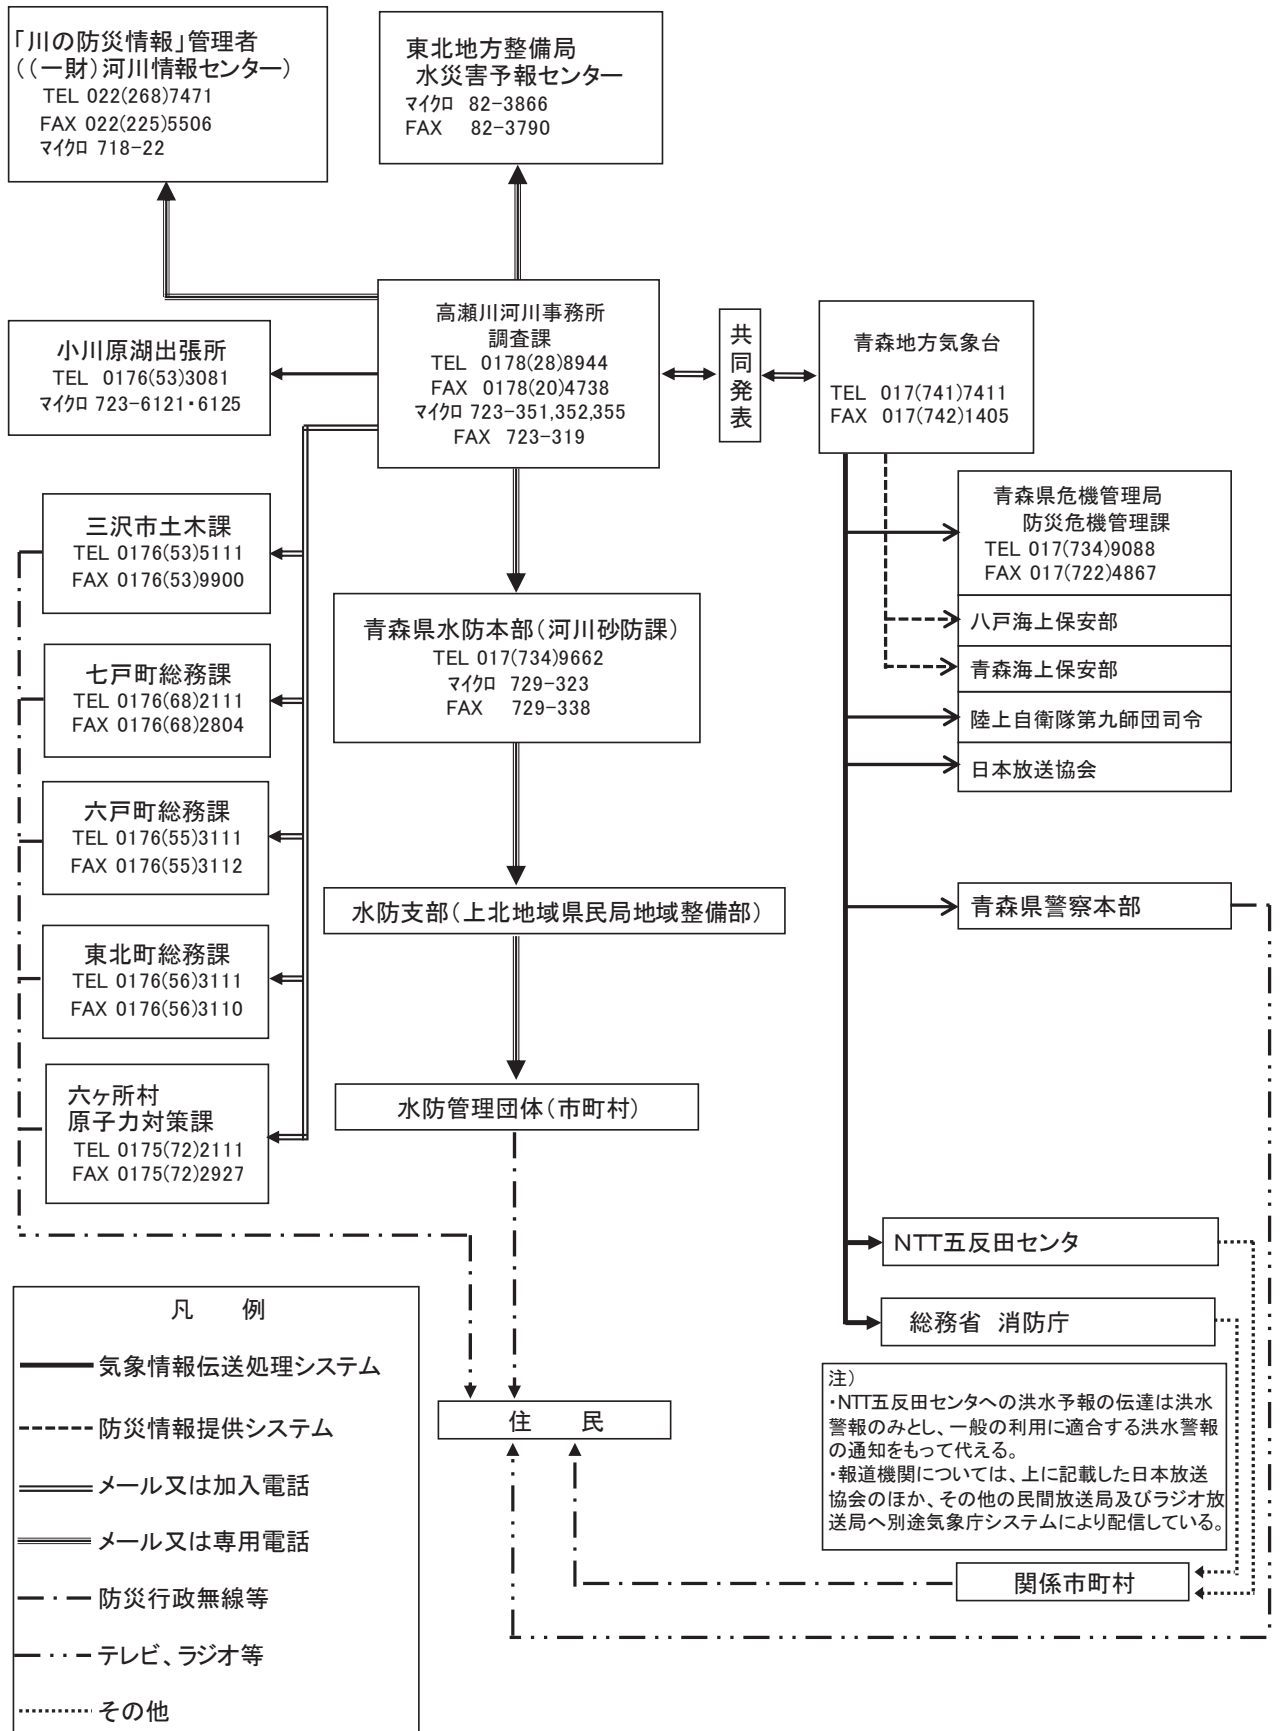 「川の防災情報」管理者
((一財)河川情報センター)
TEL 022(268)7471
FAX 022(225)5506
マイクロ 718-22
東北地方整備局
水災害予報センター
マイクロ 82-3866
FAX 82-3790
高瀬川河川事務所
調査課
TEL 0178(28)8944
FAX 0178(20)4738
マイクロ 723-351,352,355
FAX 723-319
共同発表
青森地方気象台
TEL 017(741)7411
FAX 017(742)1405
小川原湖出張所
TEL 0176(53)3081
マイクロ 723-6121・6125
三沢市土木課
TEL 0176(53)5111
FAX 0176(53)9900
七戸町総務課
TEL 0176(68)2111
FAX 0176(68)2804
六戸町総務課
TEL 0176(55)3111
FAX 0176(55)3112
東北町総務課
TEL 0176(56)3111
FAX 0176(56)3110
六ヶ所村
原子力対策課
TEL 0175(72)2111
FAX 0175(72)2927
青森県水防本部(河川砂防課)
TEL 017(734)9662
マイクロ 729-323
FAX 729-338
水防支部(上北地域県民局地域整備部)
水防管理団体(市町村)
青森県危機管理局
防災危機管理課
TEL 017(734)9088
FAX 017(722)4867
八戸海上保安部
青森海上保安部
陸上自衛隊第九師団司令
日本放送協会
青森県警察本部
NTT五反田センタ
総務省 消防庁
注)
・NTT五反田センタへの洪水予報の伝達は洪水
警報のみとし、一般の利用に適合する洪水警報
の通知をもって代える。
・報道機関については、上に記載した日本放送
協会のほか、その他の民間放送局及びラジオ放
送局へ別途気象庁システムにより配信している。
関係市町村
住 民
凡 例
気象情報伝送処理システム
防災情報提供システム
メール又は加入電話
メール又は専用電話
防災行政無線等
テレビ、ラジオ等
その他